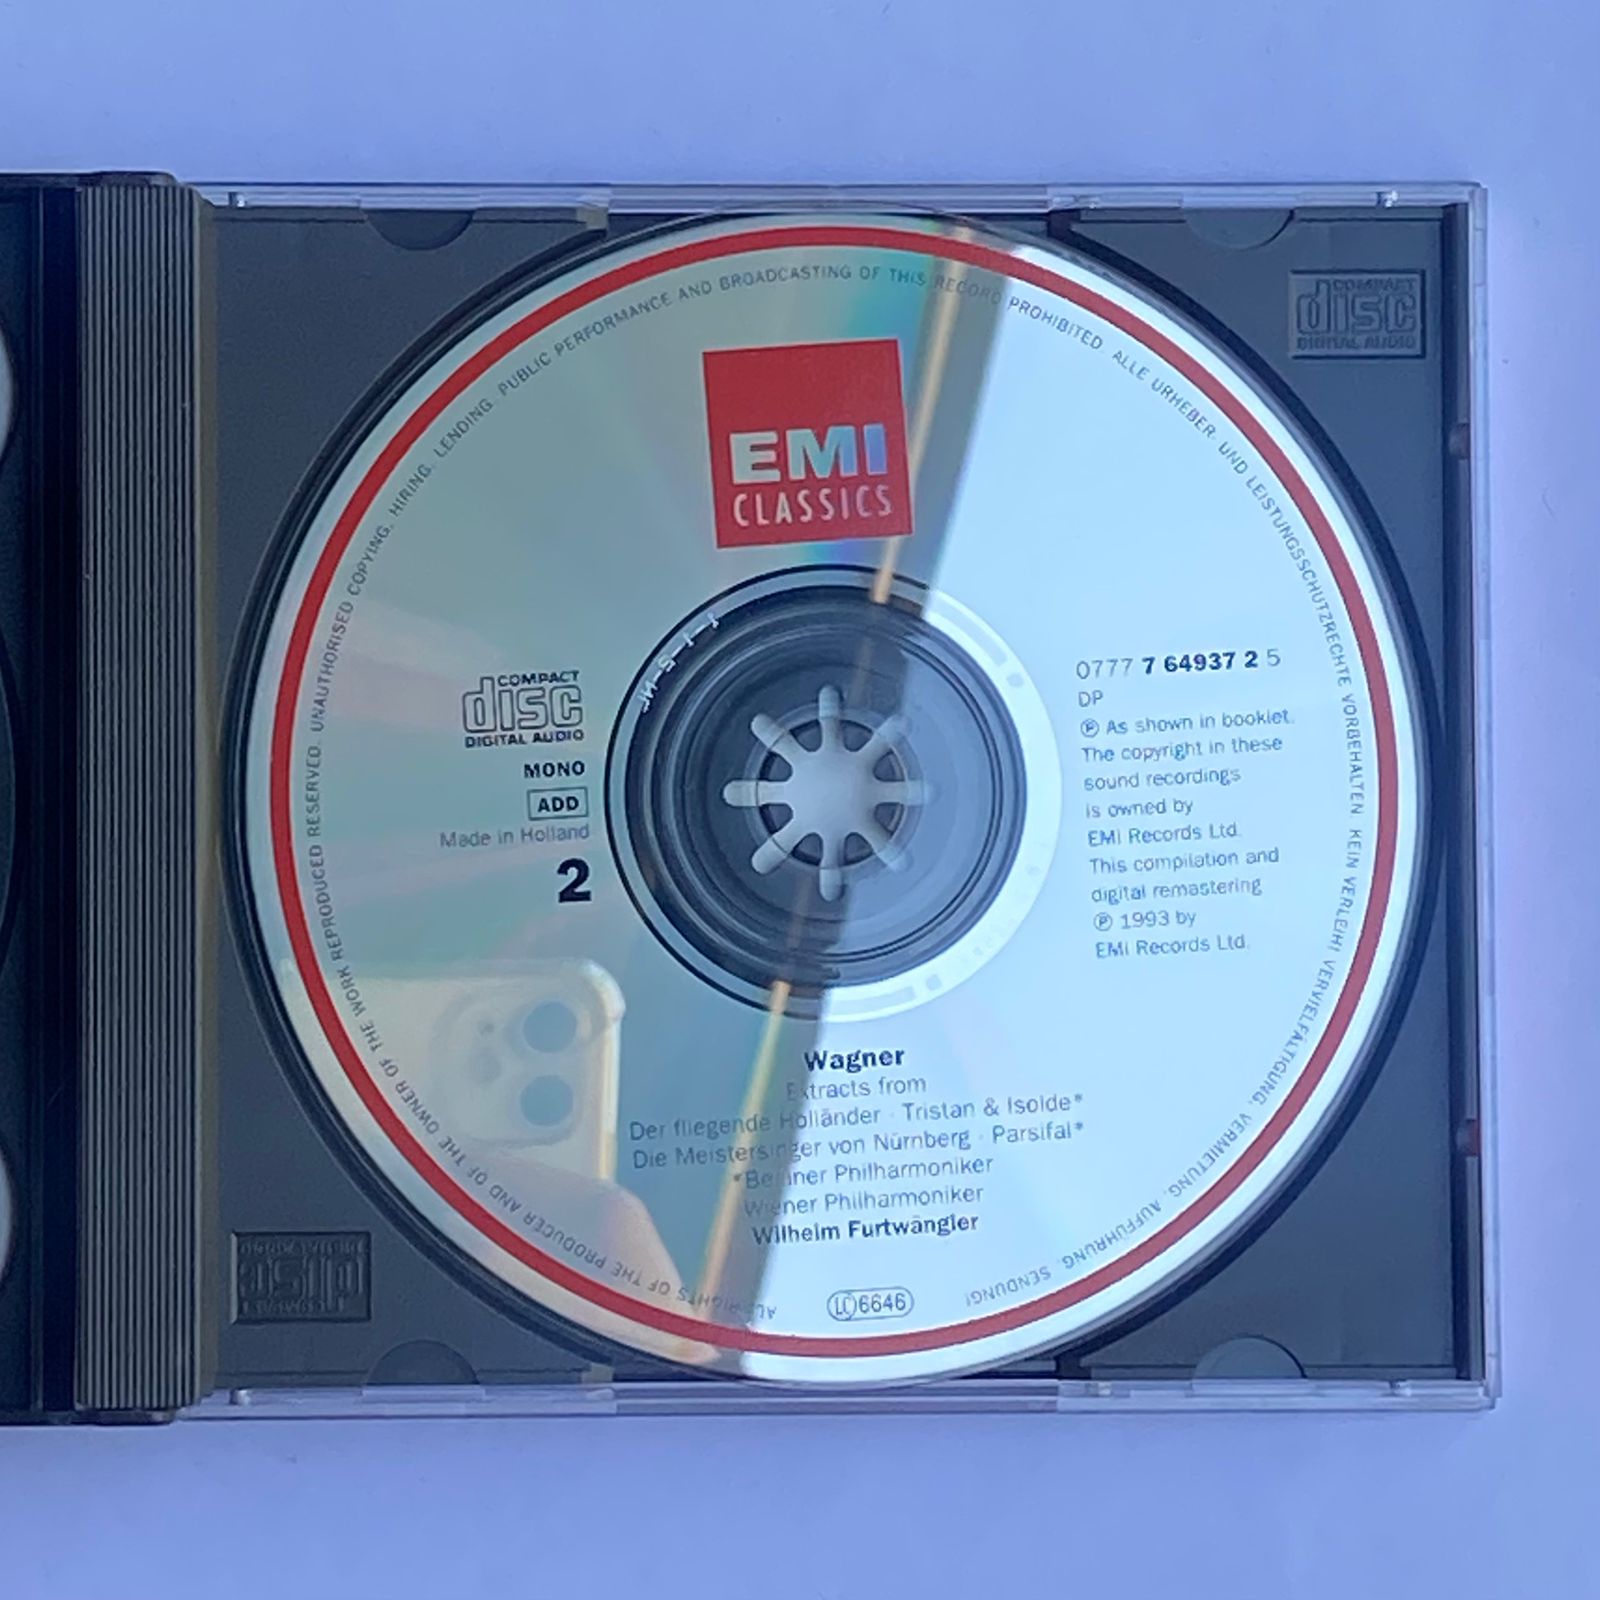 UNAUTHORISED COPYING, HIRING, LENDING, PUBLIC PERFORMANCE AND BROADCASTING OF THIS RECORD PROHIBITED. ALLE URHEBER- UND LEISTUNGSSCHUTZRECHTE VORBEHALTEN. KEIN VERLEIH! VERVIELFÄLTIGUNG, VERMIETUNG, AUFFÜHRUNG, SENDUNG!
ALL RIGHTS OF THE PRODUCER AND OF THE OWNER OF THE WORK REPRODUCED RESERVED.
COMPACT
disc
DIGITAL AUDIO
EMI
CLASSICS
COMPACT
disc
DIGITAL AUDIO
MONO
ADD
Made in Holland
2
0777 7 64937 2 5
DP
Ⓟ As shown in booklet.
The copyright in these
sound recordings
is owned by
EMI Records Ltd.
This compilation and
digital remastering
Ⓟ 1993 by
EMI Records Ltd.
Wagner
Extracts from
Der fliegende Holländer · Tristan & Isolde*
Die Meistersinger von Nürnberg · Parsifal*
*Berliner Philharmoniker
Wiener Philharmoniker
Wilhelm Furtwängler
LC 6646
COMPACT
disc
DIGITAL AUDIO